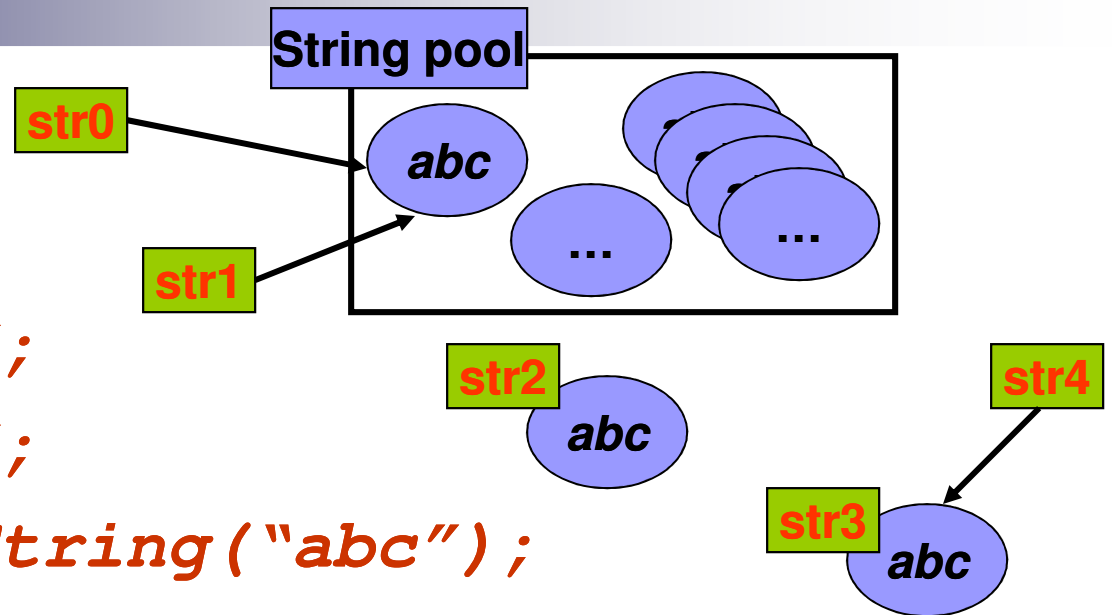 String pool
str0
abc
...
...
str1
;
str2
str4
abc
;
str3
tring(“abc”);
abc